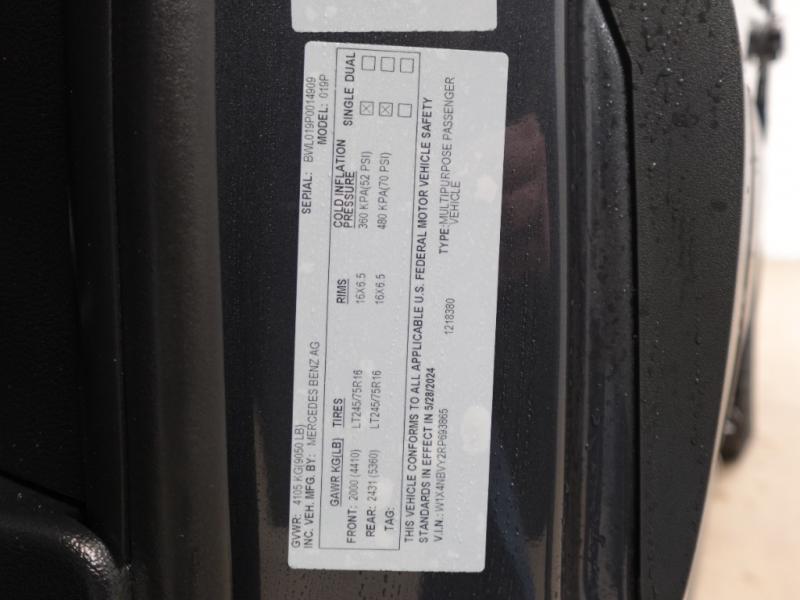 GVWR: 4105 KG(9050 LB) SERIAL: BWL019P0014909
INC. VEH. MFG. BY: MERCEDES BENZ AG MODEL: 019P
GAWR KG(LB) TIRES RIMS COLD INFLATION PRESSURE SINGLE DUAL
FRONT: 2000 (4410) LT245/75R16 16X6.5 360 KPA(52 PSI)
REAR: 2431 (5360) LT245/75R16 16X6.5 480 KPA(70 PSI)
TAG:
THIS VEHICLE CONFORMS TO ALL APPLICABLE U.S. FEDERAL MOTOR VEHICLE SAFETY
STANDARDS IN EFFECT IN 5/28/2024
V.I.N.: W1X4NBVY2RP693865 1218380 TYPE: MULTIPURPOSE PASSENGER
VEHICLE